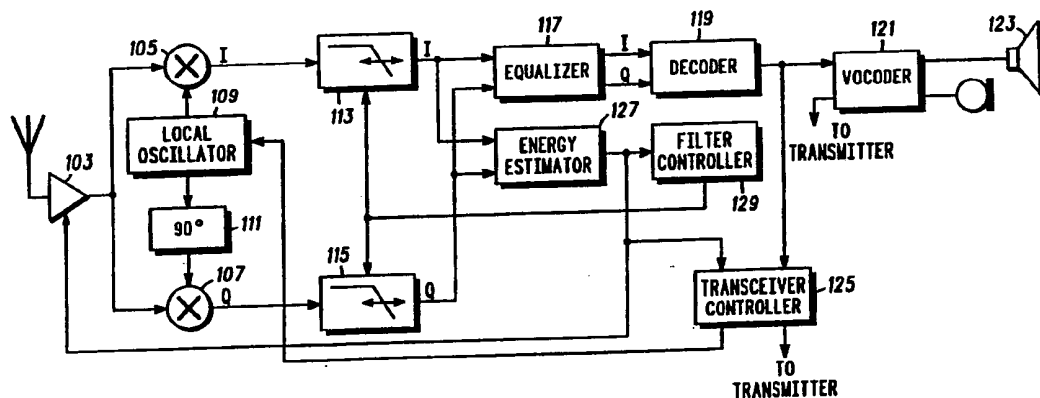 105
I
109
LOCAL
OSCILLATOR
103
90°
111
107
Q
113
I
115
Q
117
EQUALIZER
I
Q
119
DECODER
121
VOCODER
123
TO
TRANSMITTER
127
ENERGY
ESTIMATOR
FILTER
CONTROLLER
129
TRANSCEIVER
CONTROLLER
125
TO
TRANSMITTER